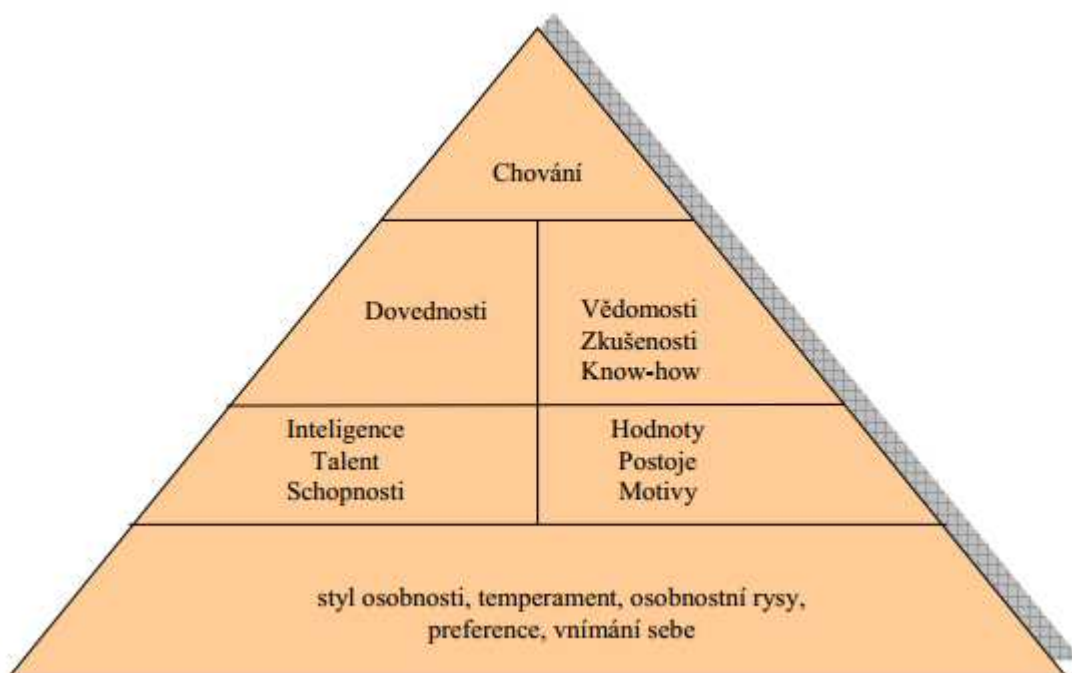 Chování
Dovednosti
Vědomosti
Zkušenosti
Know-how
Inteligence
Talent
Schopnosti
Hodnoty
Postoje
Motivy
styl osobnosti, temperament, osobnostní rysy,
preference, vnímání sebe